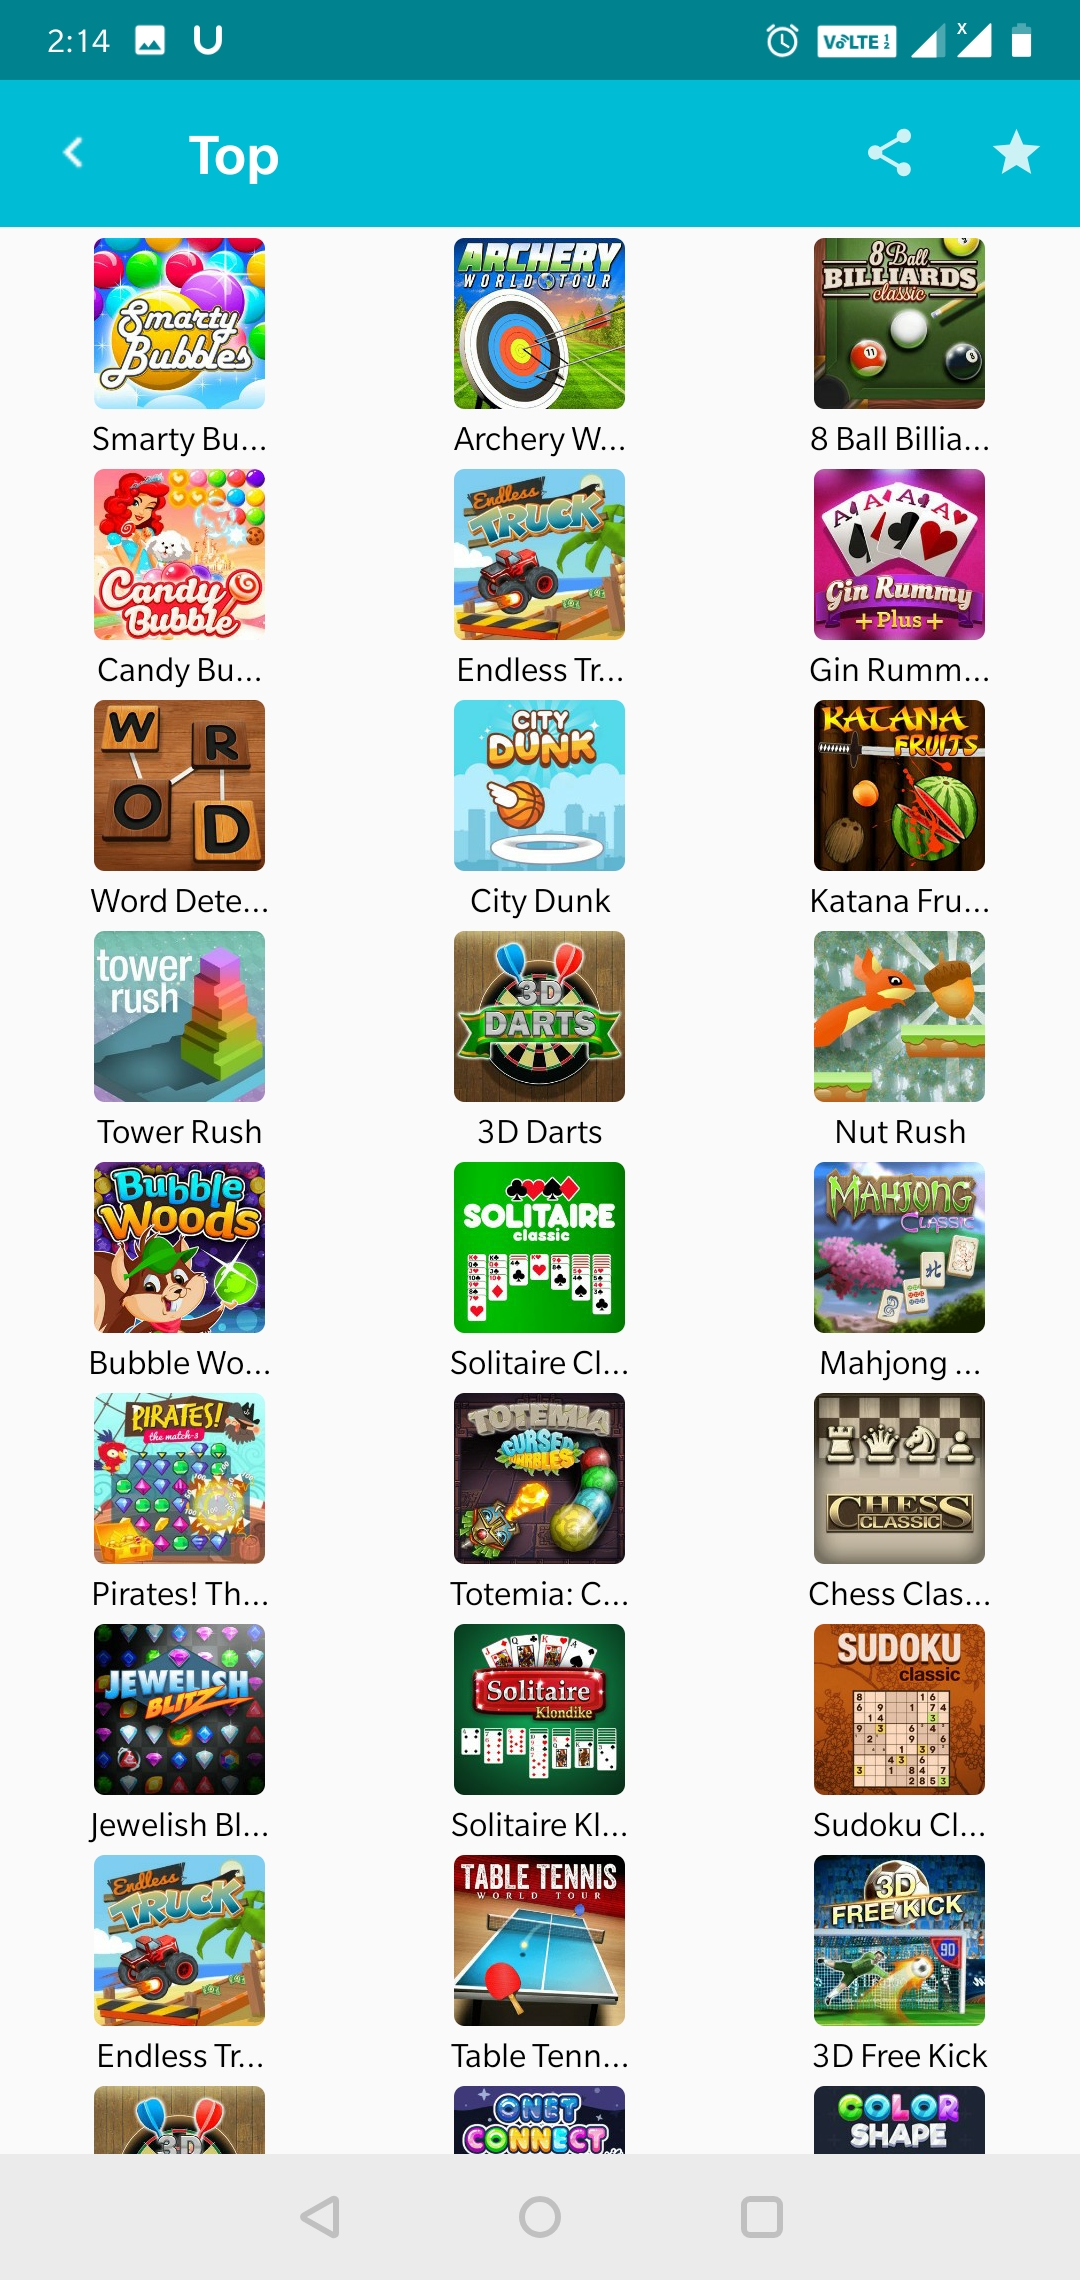 2:14
VoLTE 1 2
X
Top
Smarty
Bubbles
ARCHERY
WORLD TOUR
8 Ball
BILLIARDS
classic
Smarty Bu...
Archery W...
8 Ball Billia...
Candy
Bubble
Endless
TRUCK
Gin Rummy
+ Plus +
Candy Bu...
Endless Tr...
Gin Rumm...
W
R
O
D
CITY
DUNK
KATANA
FRUITS
Word Dete...
City Dunk
Katana Fru...
tower
rush
3D
DARTS
Tower Rush
3D Darts
Nut Rush
Bubble
Woods
SOLITAIRE
classic
MAHJONG
CLASSIC
Bubble Wo...
Solitaire Cl...
Mahjong ...
PIRATES!
the match-3
TOTEMIA
CURSED
MARBLES
CHESS
CLASSIC
Pirates! Th...
Totemia: C...
Chess Clas...
JEWELISH
BLITZ
Solitaire
Klondike
SUDOKU
classic
Jewelish Bl...
Solitaire Kl...
Sudoku Cl...
Endless
TRUCK
TABLE TENNIS
WORLD TOUR
3D
FREE KICK
90
Endless Tr...
Table Tenn...
3D Free Kick
3D
ONET
CONNECT
COLOR
SHAPE